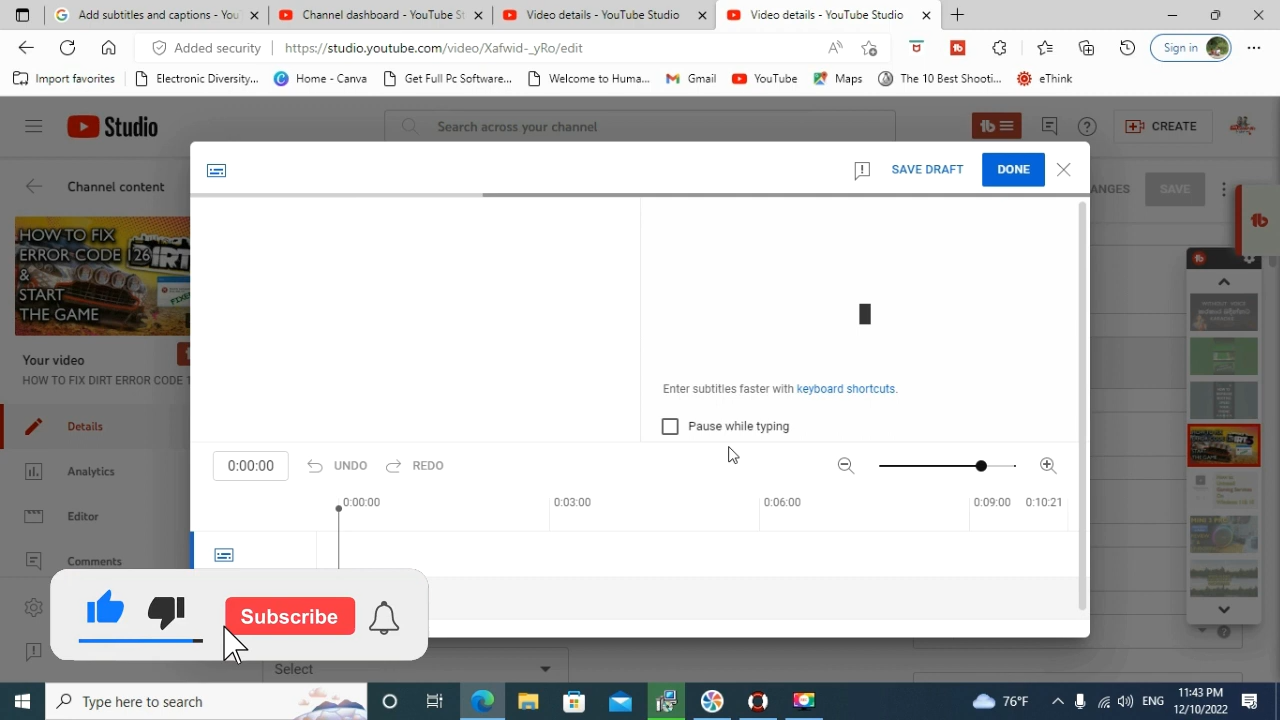 Add subtitles and captions - You
Channel dashboard - YouTube St
Video details - YouTube Studio
Video details - YouTube Studio
Added security
https://studio.youtube.com/video/Xafwid-_yRo/edit
Sign in
Import favorites
Electronic Diversity...
Home - Canva
Get Full Pc Software...
Welcome to Huma...
Gmail
YouTube
Maps
The 10 Best Shooti...
eThink
Studio
Search across your channel
CREATE
Channel content
SAVE DRAFT
DONE
ANGES
SAVE
HOW TO FIX
ERROR CODE 126
&
START
THE GAME
Your video
HOW TO FIX DIRT ERROR CODE 1
Details
Analytics
Editor
Comments
Enter subtitles faster with keyboard shortcuts.
Pause while typing
0:00:00
UNDO
REDO
0:00:00
0:03:00
0:06:00
0:09:00
0:10:21
Subscribe
Select
Type here to search
76°F
ENG
11:43 PM
12/10/2022